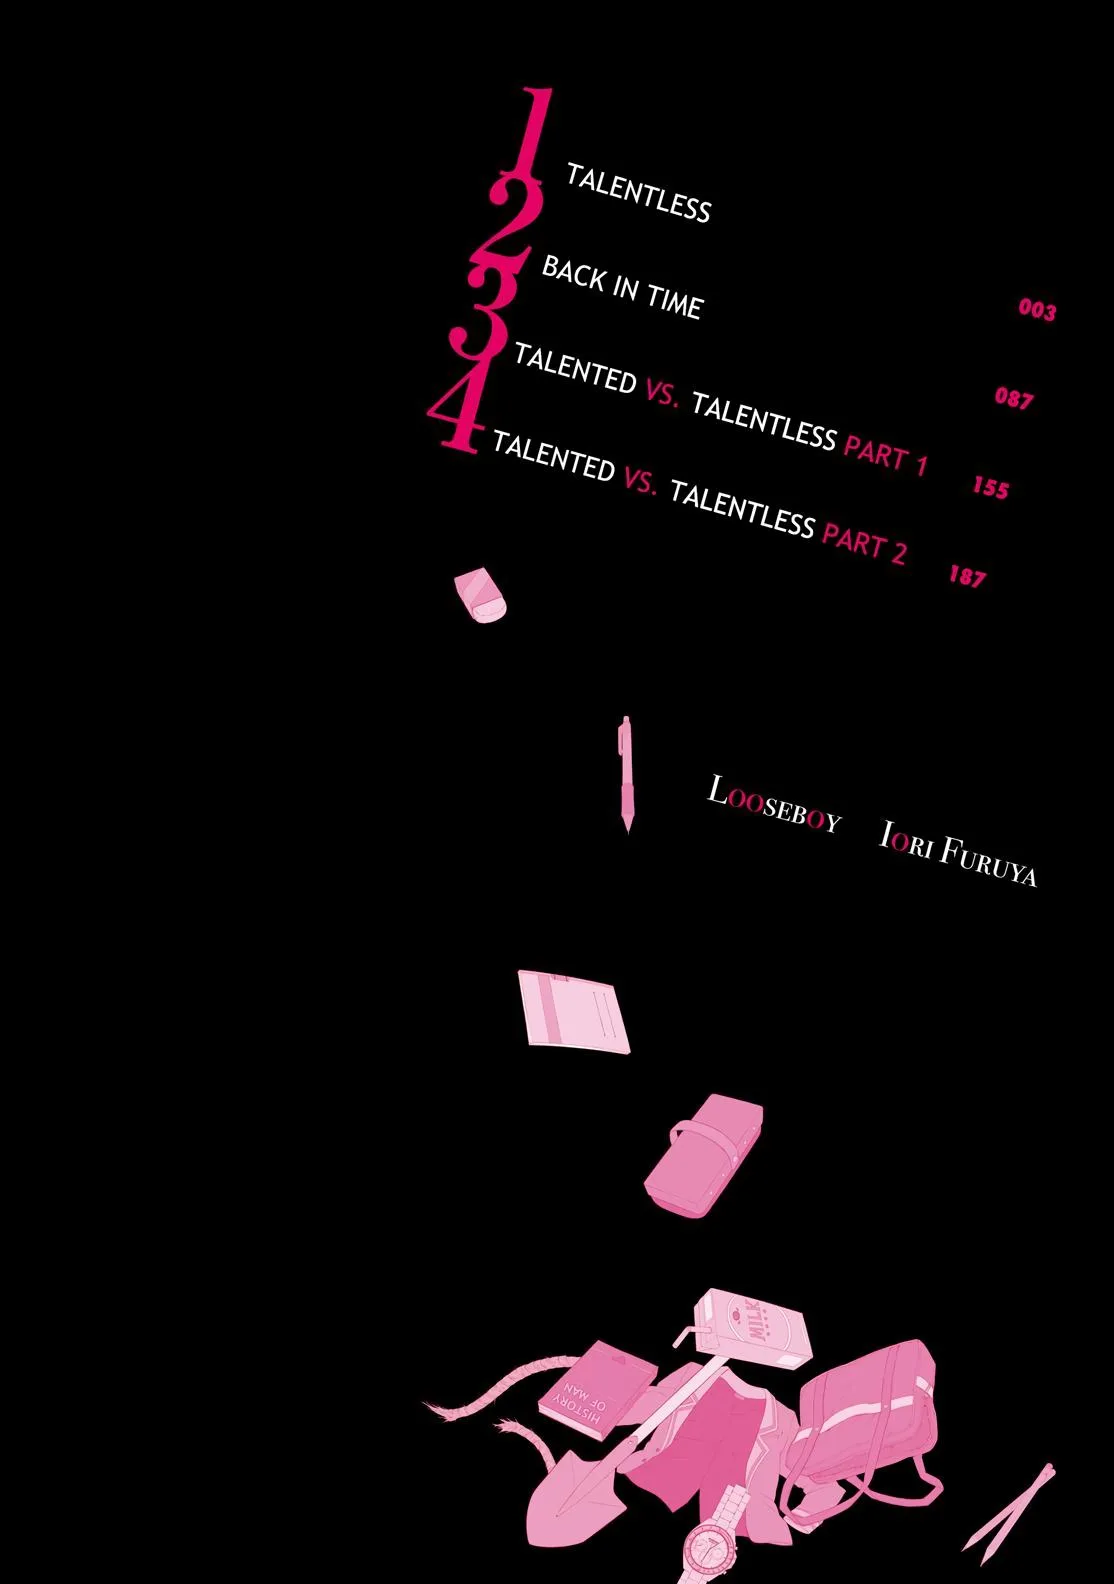 1 TALENTLESS 003
2 BACK IN TIME 087
3 TALENTED VS. TALENTLESS PART 1 155
4 TALENTED VS. TALENTLESS PART 2 187
LOOSEBOY IORI FURUYA
MILK
HISTORY
OF MAN